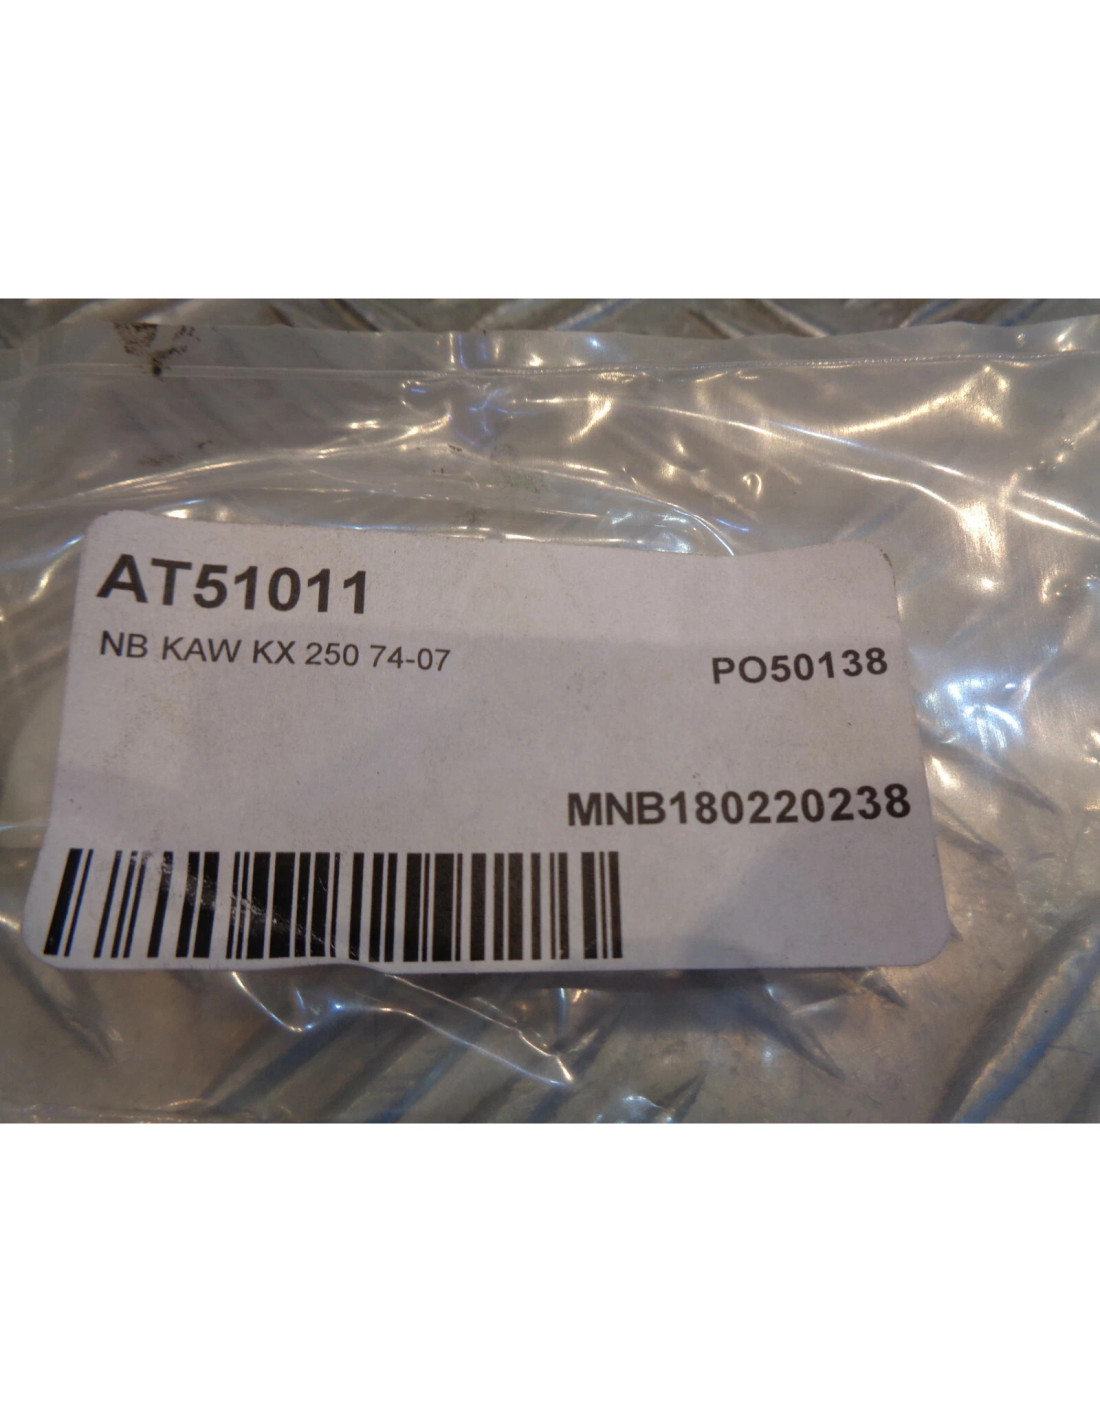 AT51011
NB KAW KX 250 74-07
PO50138
MNB180220238